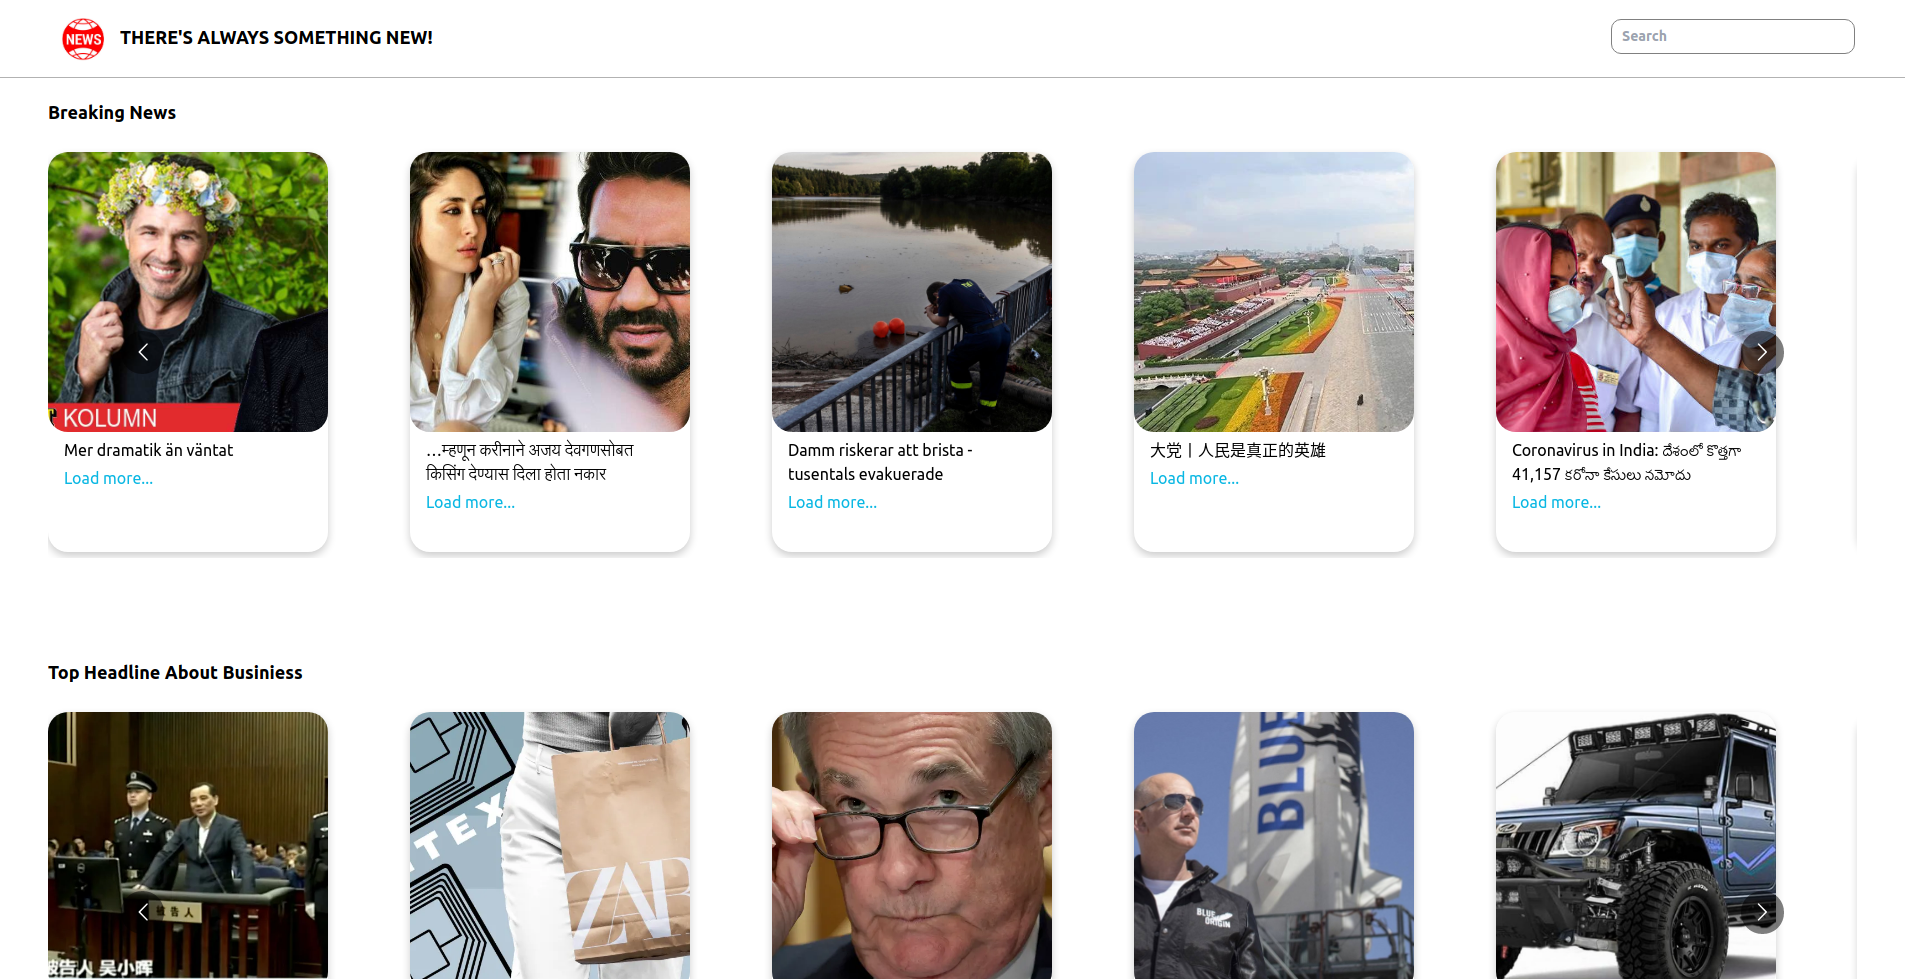 NEWS
THERE'S ALWAYS SOMETHING NEW!
Search
Breaking News
KOLUMN
Mer dramatik än väntat
Load more...
...म्हणून करीनाने अजय देवगणसोबत
किसिंग देण्यास दिला होता नकार
Load more...
Damm riskerar att brista -
tusentals evakuerade
Load more...
大党丨人民是真正的英雄
Load more...
Coronavirus in India: దేశంలో కొత్తగా
41,157 కరోనా కేసులు నమోదు
Load more...
Top Headline About Businiess
被告人
被告人 吴小晖
TEX
ZAR
BLUE
BLUE
ORIGIN